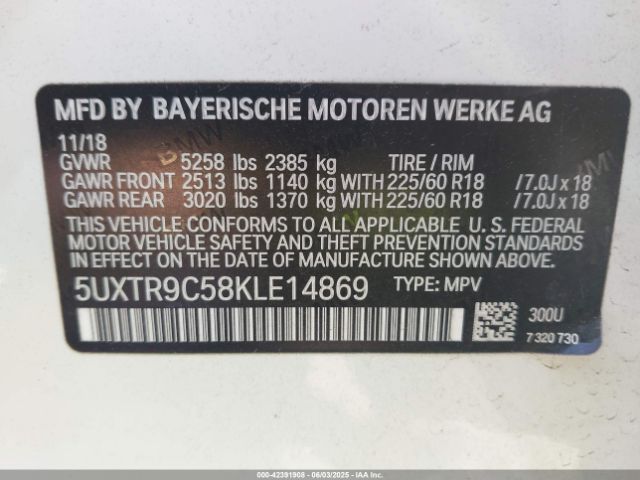 MFD BY BAYERISCHE MOTOREN WERKE AG
11/18
GVWR 5258 lbs 2385 kg TIRE / RIM
GAWR FRONT 2513 lbs 1140 kg WITH 225/60 R18 /7.0J x 18
GAWR REAR 3020 lbs 1370 kg WITH 225/60 R18 /7.0J x 18
THIS VEHICLE CONFORMS TO ALL APPLICABLE U. S. FEDERAL
MOTOR VEHICLE SAFETY AND THEFT PREVENTION STANDARDS
IN EFFECT ON THE DATE OF MANUFACTURE SHOWN ABOVE.
5UXTR9C58KLE14869 TYPE: MPV
300U
7 320 730
000-42391908 - 06/03/2025 - IAAI.COM